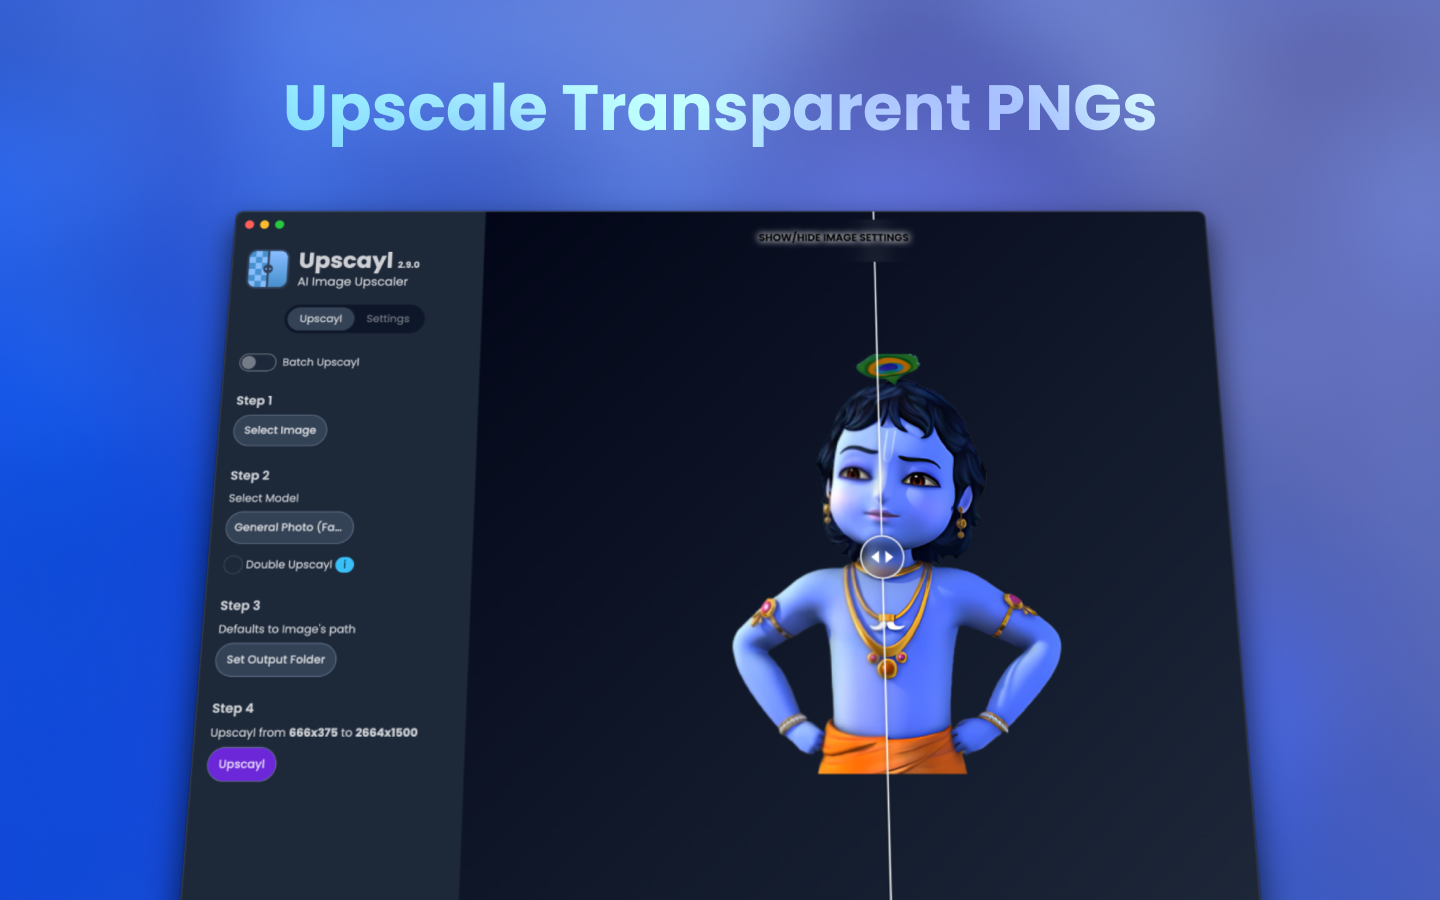 Upscale Transparent PNGs
SHOW/HIDE IMAGE SETTINGS
Upscayl 2.9.0
AI Image Upscaler
Upscayl Settings
Batch Upscayl
Step 1
Select Image
Step 2
Select Model
General Photo (Fa...
Double Upscayl i
Step 3
Defaults to Image's path
Set Output Folder
Step 4
Upscayl from 666x375 to 2664x1500
Upscayl